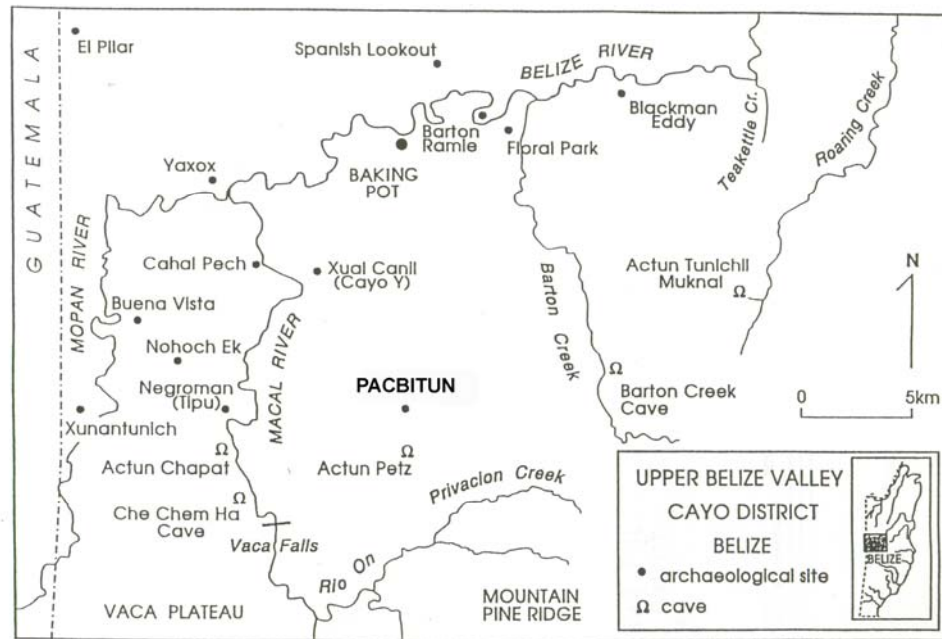 GUATEMALA
El Pilar
Spanish Lookout
BELIZE RIVER
Blackman
Eddy
Barton
Ramie
Floral Park
Teakettle Cr.
Roaring Creek
BAKING
POT
Yaxox
MOPAN RIVER
Cahal Pech
Xual Canil
(Cayo Y)
Barton Creek
Actun Tunichil
Muknal
N
Buena Vista
MACAL RIVER
Nohoch Ek
Negroman
(Tipu)
PACBITUN
Barton Creek
Cave
0 5km
Xunantunich
Actun Chapat
Actun Petz
Che Chem Ha
Cave
Privacion Creek
Vaca Falls
Rio On
VACA PLATEAU
MOUNTAIN
PINE RIDGE
UPPER BELIZE VALLEY
CAYO DISTRICT
BELIZE
archaeological site
Ω cave
BELIZE